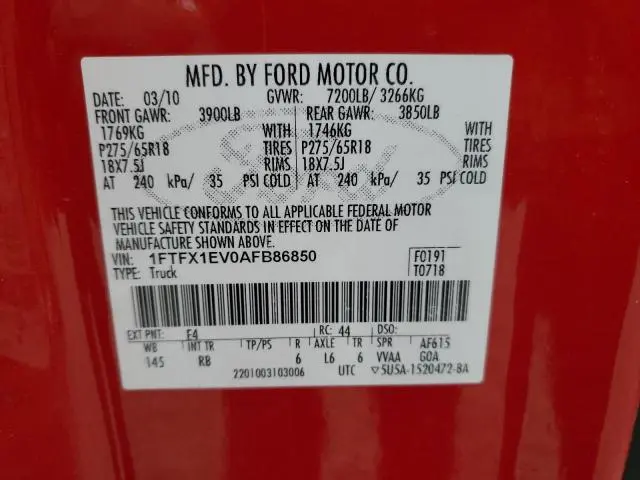 MFD. BY FORD MOTOR CO.
DATE: 03/10 GVWR: 7200LB/ 3266KG
FRONT GAWR: 3900LB REAR GAWR: 3850LB
1769KG WITH 1746KG WITH
P275/65R18 TIRES P275/65R18 TIRES
18X7.5J RIMS 18X7.5J RIMS
AT 240 kPa/ 35 PSI COLD AT 240 kPa/ 35 PSI COLD
THIS VEHICLE CONFORMS TO ALL APPLICABLE FEDERAL MOTOR
VEHICLE SAFETY STANDARDS IN EFFECT ON THE DATE OF
MANUFACTURE SHOWN ABOVE.
VIN: 1FTFX1EV0AFB86850 F0191
TYPE: Truck T0718
EXT PNT: F4 RC: 44 DSO:
WB INT TR TP/PS R AXLE TR SPR AF615
145 RB 6 L6 6 VVAA GOA
2201003103006 UTC ▽5U5A-1520472-BA